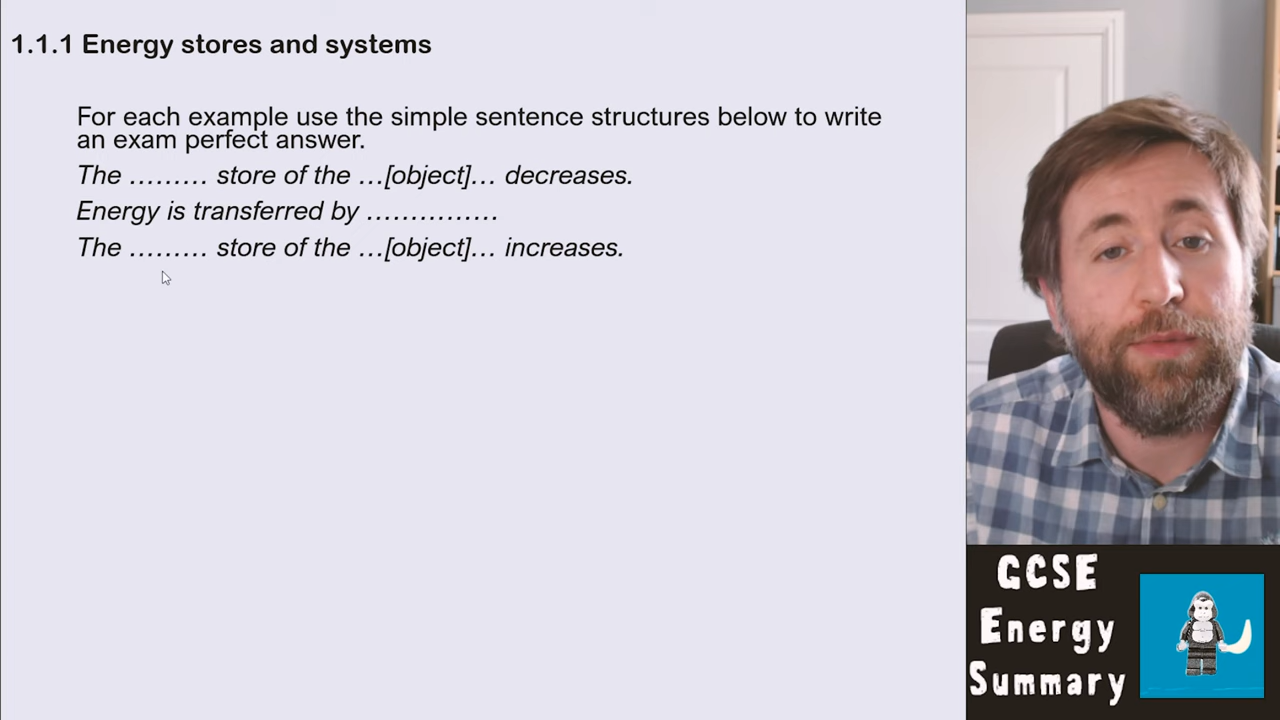 1.1.1 Energy stores and systems
For each example use the simple sentence structures below to write
an exam perfect answer.
The ……… store of the …[object]… decreases.
Energy is transferred by ……………
The ……… store of the …[object]… increases.
GCSE
Energy
Summary